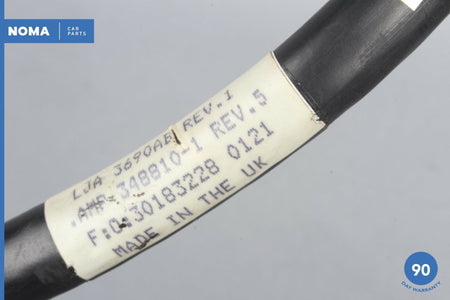 NOMA
CAR
PARTS
LJA 3690AB REV.1
.AMP-348810-1 REV.5
F:0:30183228 0121
MADE IN THE UK
90
DAY WARRANTY